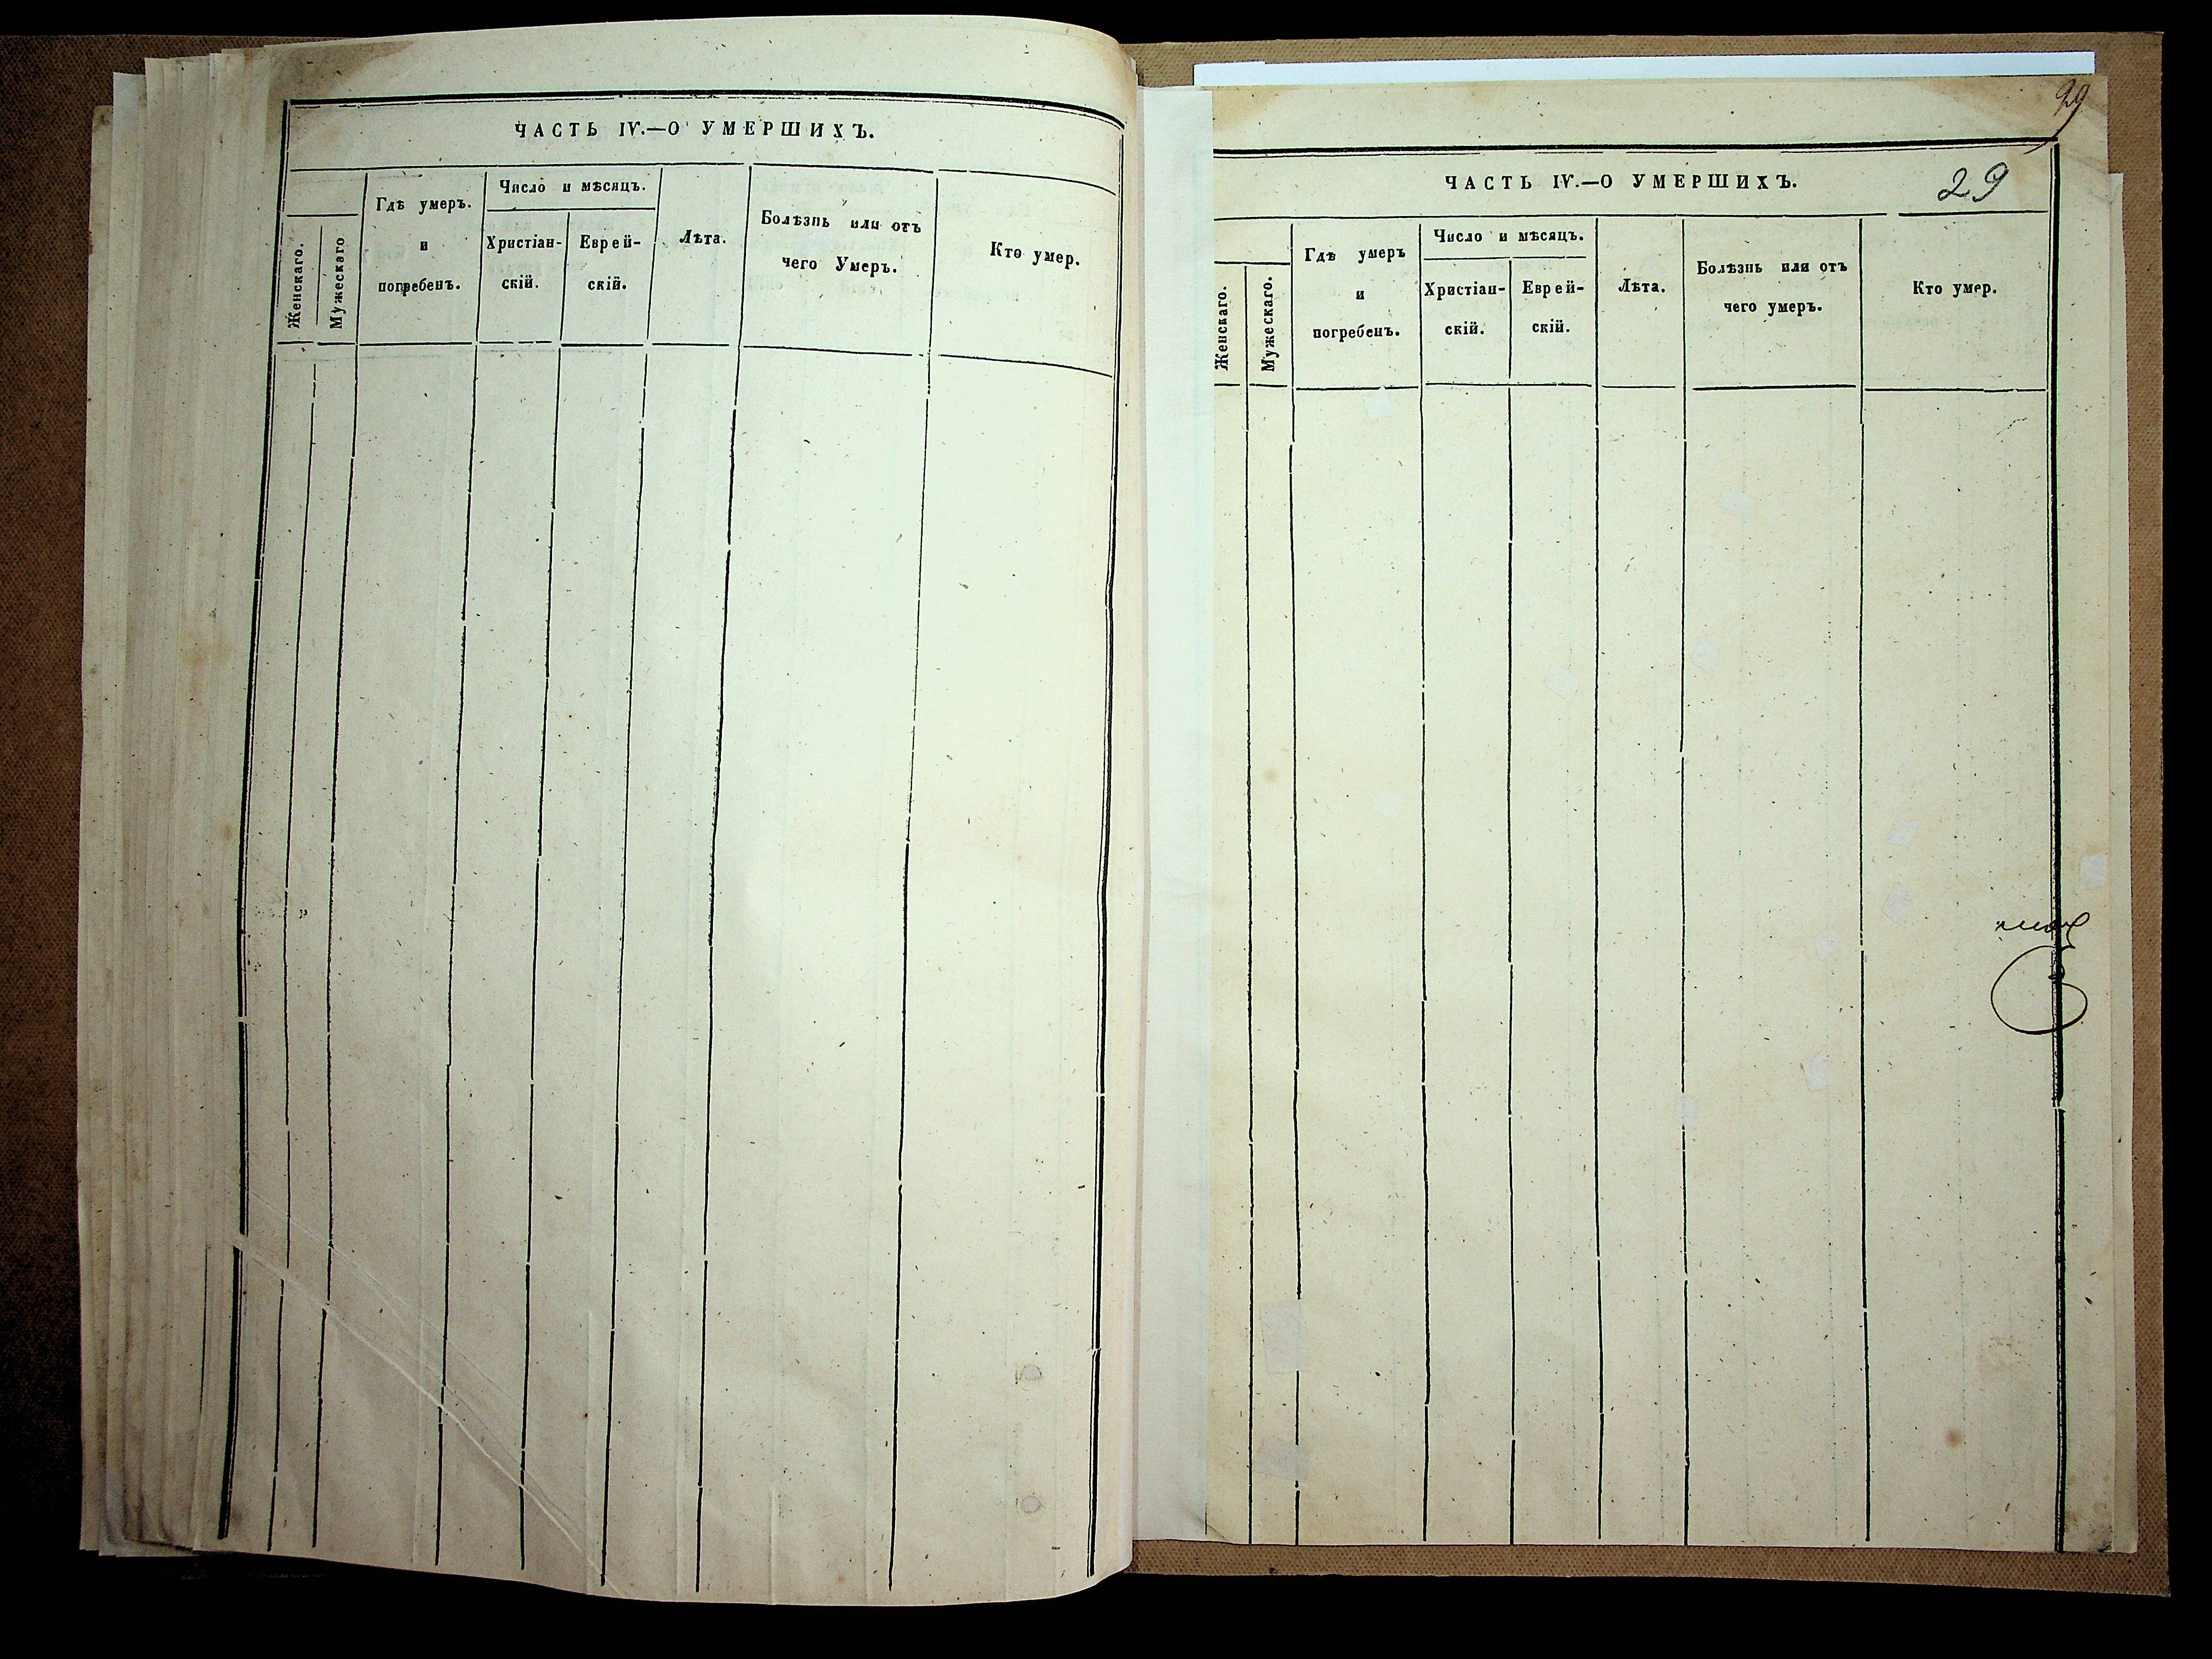 ЧАСТЬ IV.—О УМЕРШИХЪ.
Женскаго.
Мужескаго
Гдѣ умеръ.
и
погребенъ.
Число и мѣсяцъ.
Христіан-
скій.
Еврей-
скій.
Лѣта.
Болѣзнь или отъ
чего Умеръ.
Кто умер.
29
ЧАСТЬ IV.—О УМЕРШИХЪ.
29
Женскаго.
Мужескаго.
Гдѣ умеръ
и
погребенъ.
Число и мѣсяцъ.
Христіан-
скій.
Еврей-
скій.
Лѣта.
Болѣзнь или отъ
чего умеръ.
Кто умер.